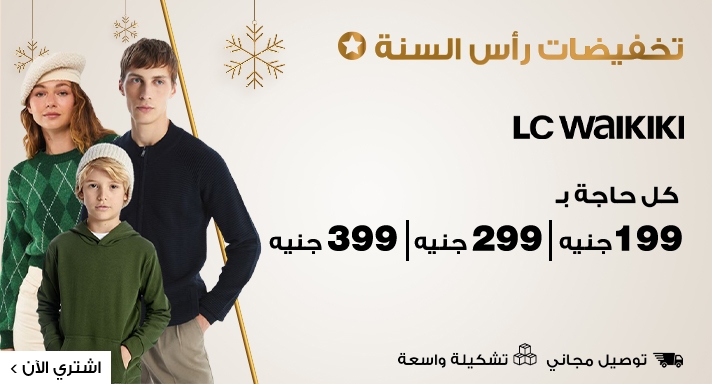 تخفيضات رأس السنة
LC WAIKIKI
كل حاجة بـ
199 جنيه | 299 جنيه | 399 جنيه
توصيل مجاني تشكيلة واسعة
اشتري الآن >